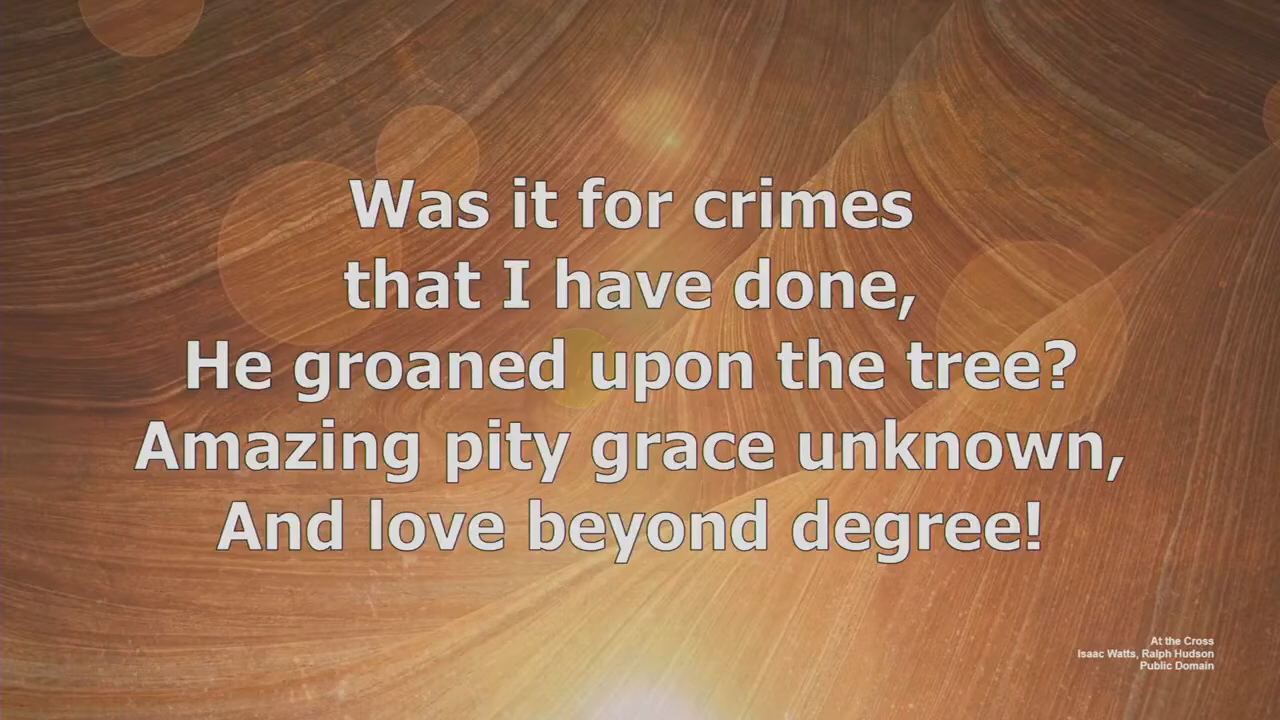 Was it for crimes
that I have done,
He groaned upon the tree?
Amazing pity grace unknown,
And love beyond degree!
At the Cross
Isaac Watts, Ralph Hudson
Public Domain